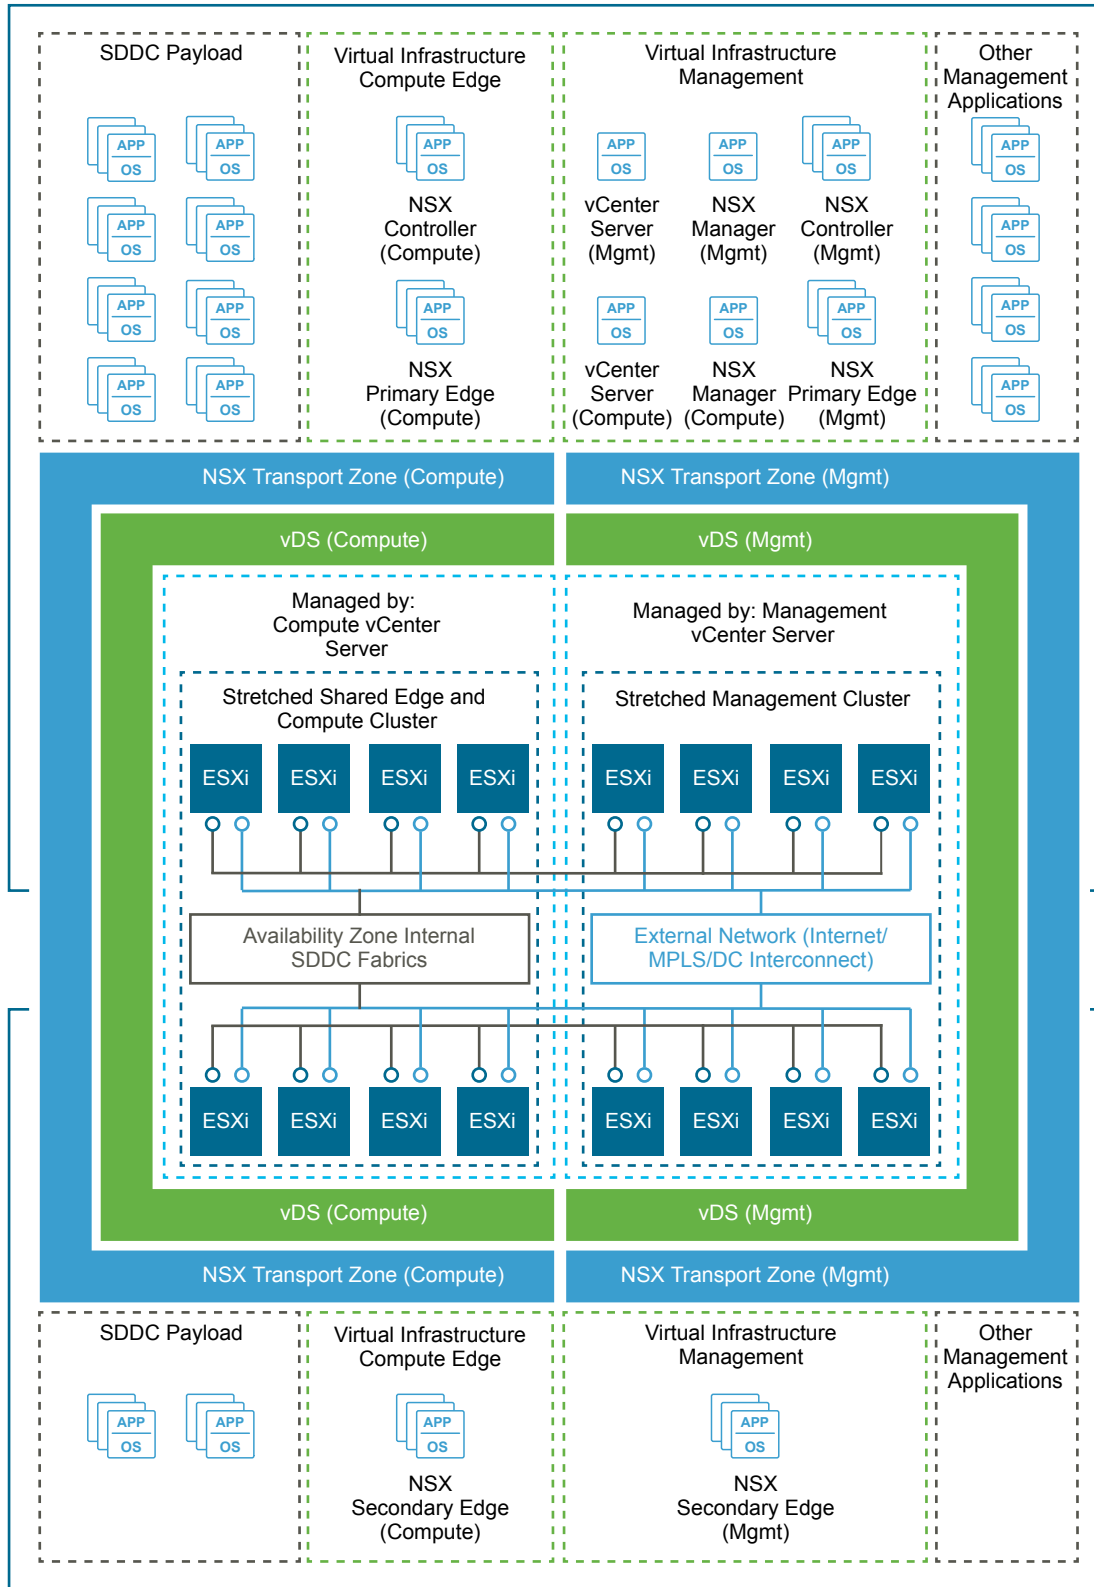 SDDC Payload
APP
OS
APP
OS
APP
OS
APP
OS
APP
OS
APP
OS
APP
OS
APP
OS
Virtual Infrastructure
Compute Edge
APP
OS
NSX
Controller
(Compute)
APP
OS
NSX
Primary Edge
(Compute)
Virtual Infrastructure
Management
APP
OS
vCenter
Server
(Mgmt)
APP
OS
NSX
Manager
(Mgmt)
APP
OS
NSX
Controller
(Mgmt)
APP
OS
vCenter
Server
(Compute)
APP
OS
NSX
Manager
(Compute)
APP
OS
NSX
Primary Edge
(Mgmt)
Other
Management
Applications
APP
OS
APP
OS
APP
OS
APP
OS
NSX Transport Zone (Compute)
NSX Transport Zone (Mgmt)
vDS (Compute)
vDS (Mgmt)
Managed by:
Compute vCenter
Server
Managed by: Management
vCenter Server
Stretched Shared Edge and
Compute Cluster
Stretched Management Cluster
ESXi
ESXi
ESXi
ESXi
ESXi
ESXi
ESXi
ESXi
Availability Zone Internal
SDDC Fabrics
External Network (Internet/
MPLS/DC Interconnect)
ESXi
ESXi
ESXi
ESXi
ESXi
ESXi
ESXi
ESXi
vDS (Compute)
vDS (Mgmt)
NSX Transport Zone (Compute)
NSX Transport Zone (Mgmt)
SDDC Payload
APP
OS
APP
OS
Virtual Infrastructure
Compute Edge
APP
OS
NSX
Secondary Edge
(Compute)
Virtual Infrastructure
Management
APP
OS
NSX
Secondary Edge
(Mgmt)
Other
Management
Applications